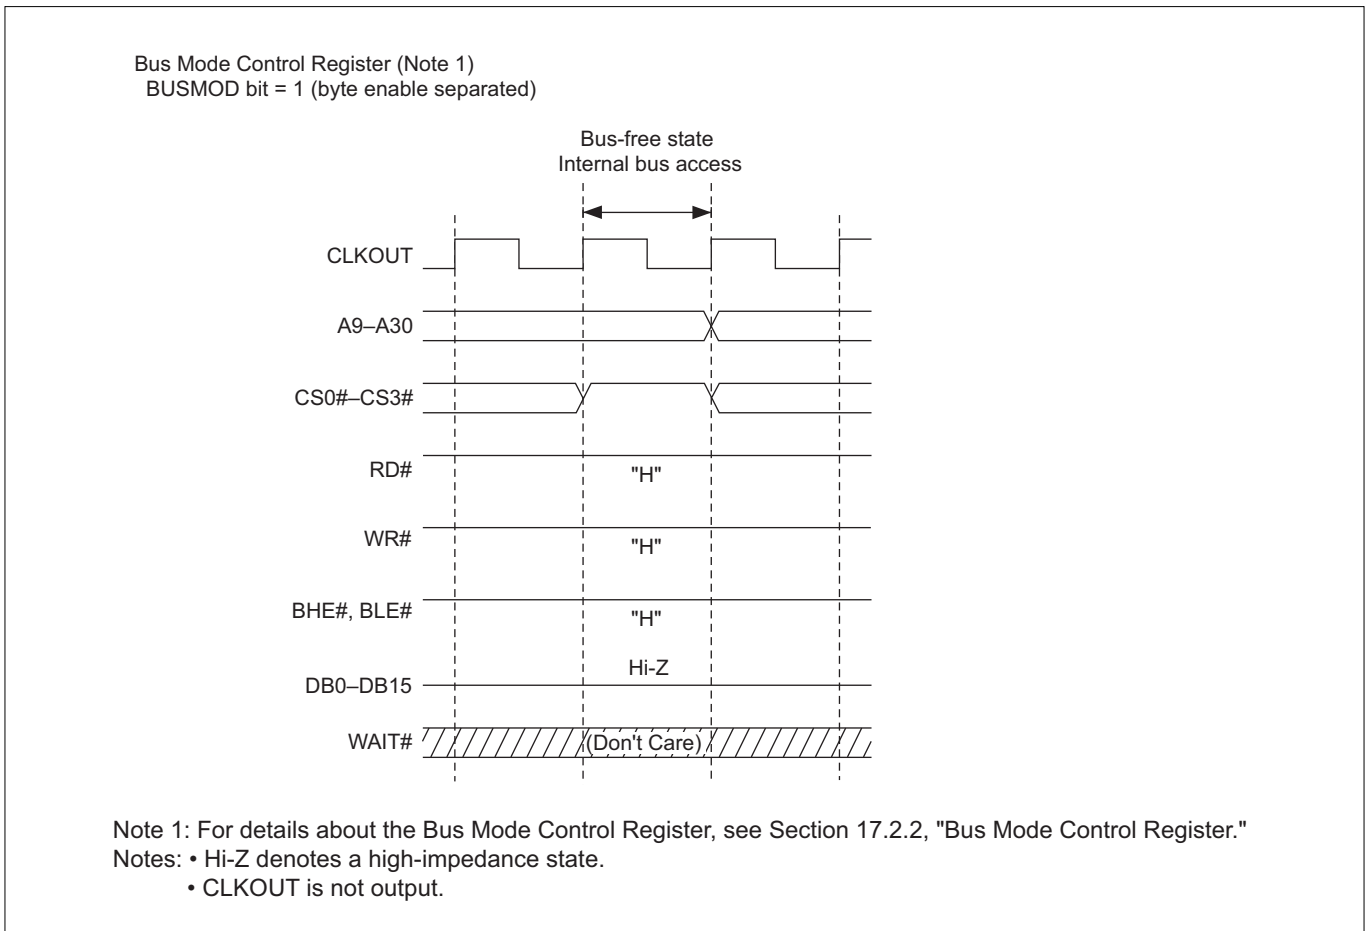 Bus Mode Control Register (Note 1)
BUSMOD bit = 1 (byte enable separated)
Bus-free state
Internal bus access
CLKOUT
A9–A30
CS0#–CS3#
RD#
"H"
WR#
"H"
BHE#, BLE#
"H"
Hi-Z
DB0–DB15
WAIT#
(Don't Care)
Note 1: For details about the Bus Mode Control Register, see Section 17.2.2, "Bus Mode Control Register."
Notes: • Hi-Z denotes a high-impedance state.
• CLKOUT is not output.